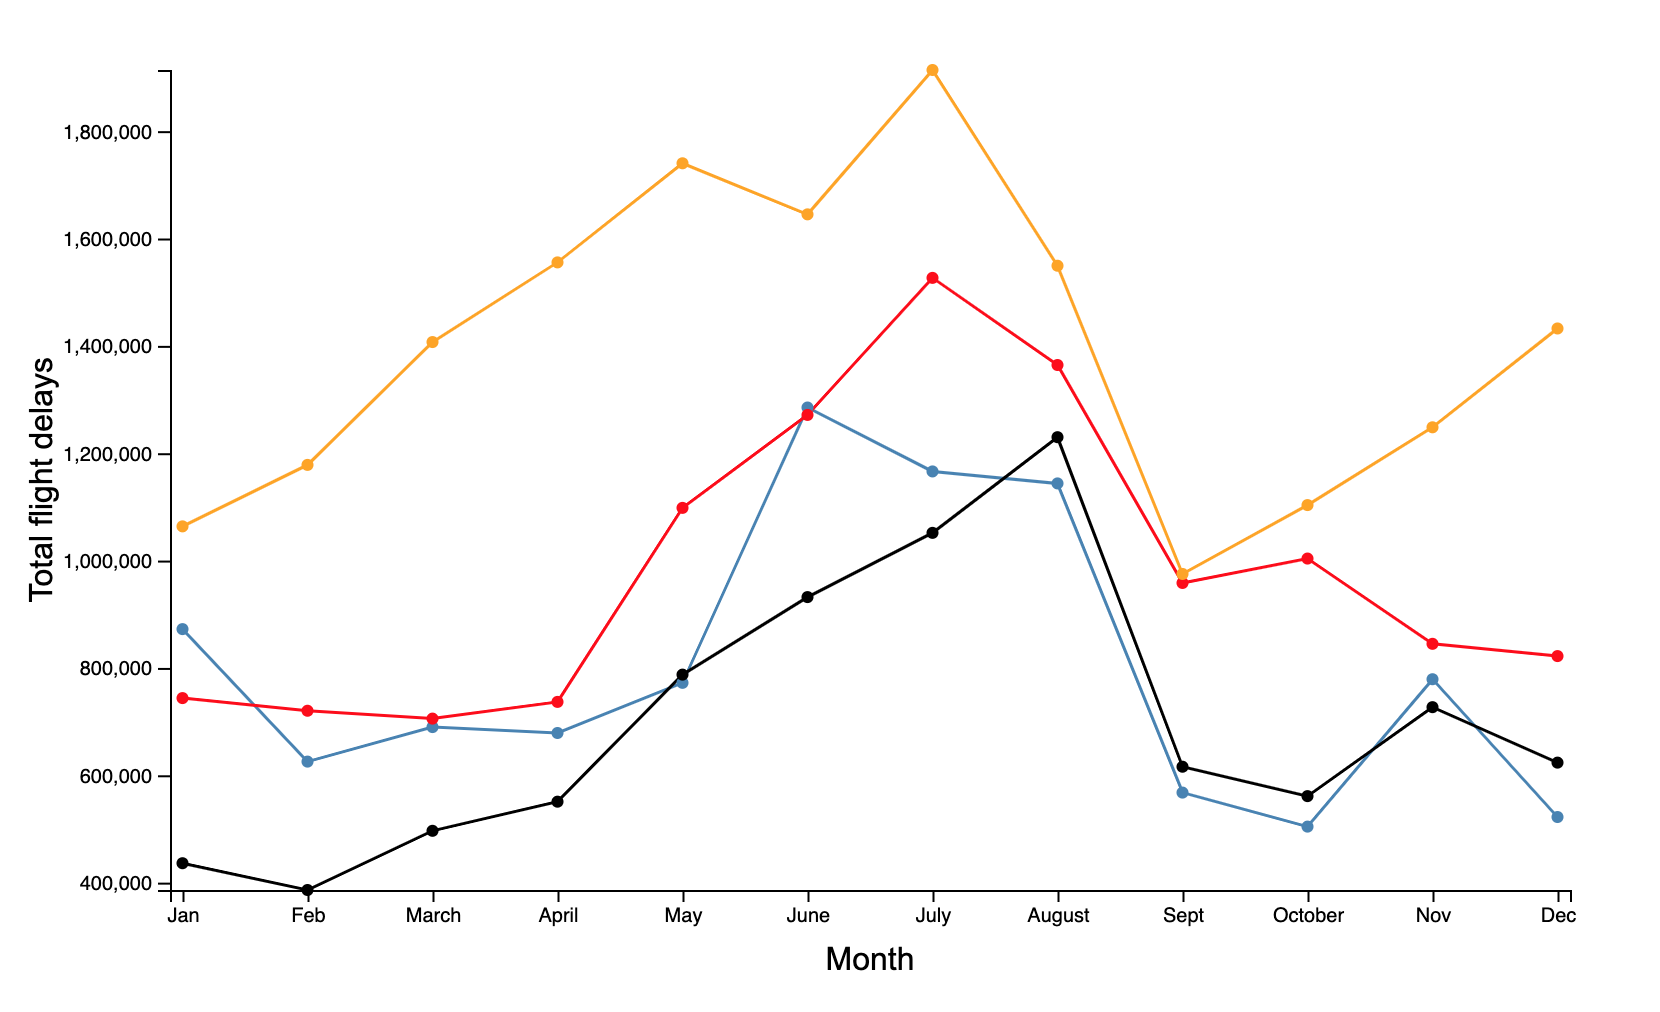 Total flight delays
1,800,000
1,600,000
1,400,000
1,200,000
1,000,000
800,000
600,000
400,000
Jan Feb March April May June July August Sept October Nov Dec
Month